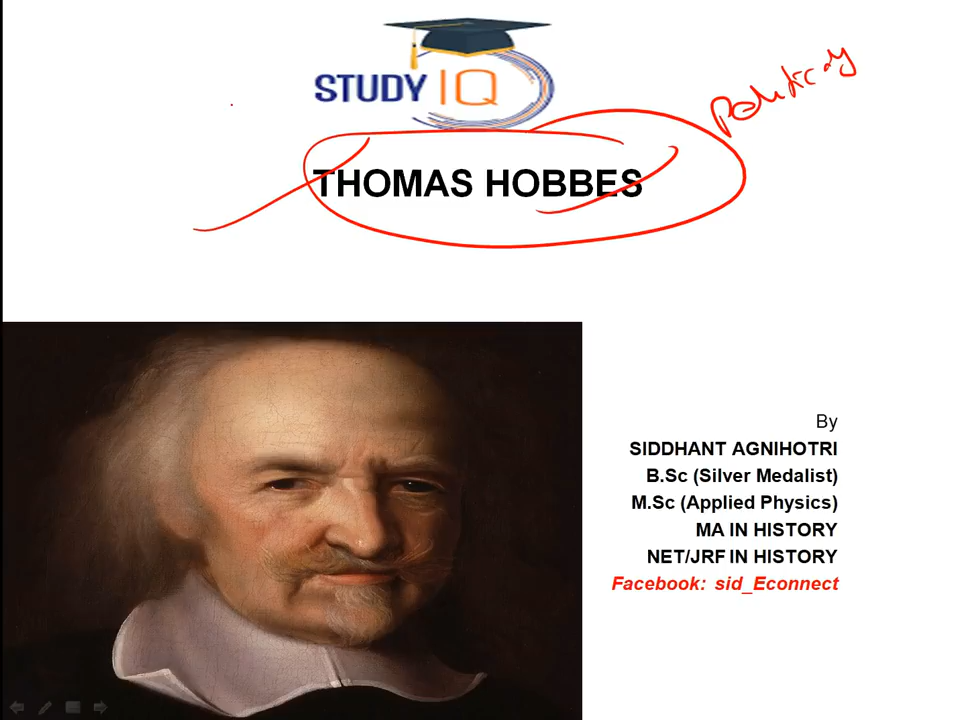 STUDY IQ
THOMAS HOBBES
By
SIDDHANT AGNIHOTRI
B.Sc (Silver Medalist)
M.Sc (Applied Physics)
MA IN HISTORY
NET/JRF IN HISTORY
Facebook: sid_Econnect